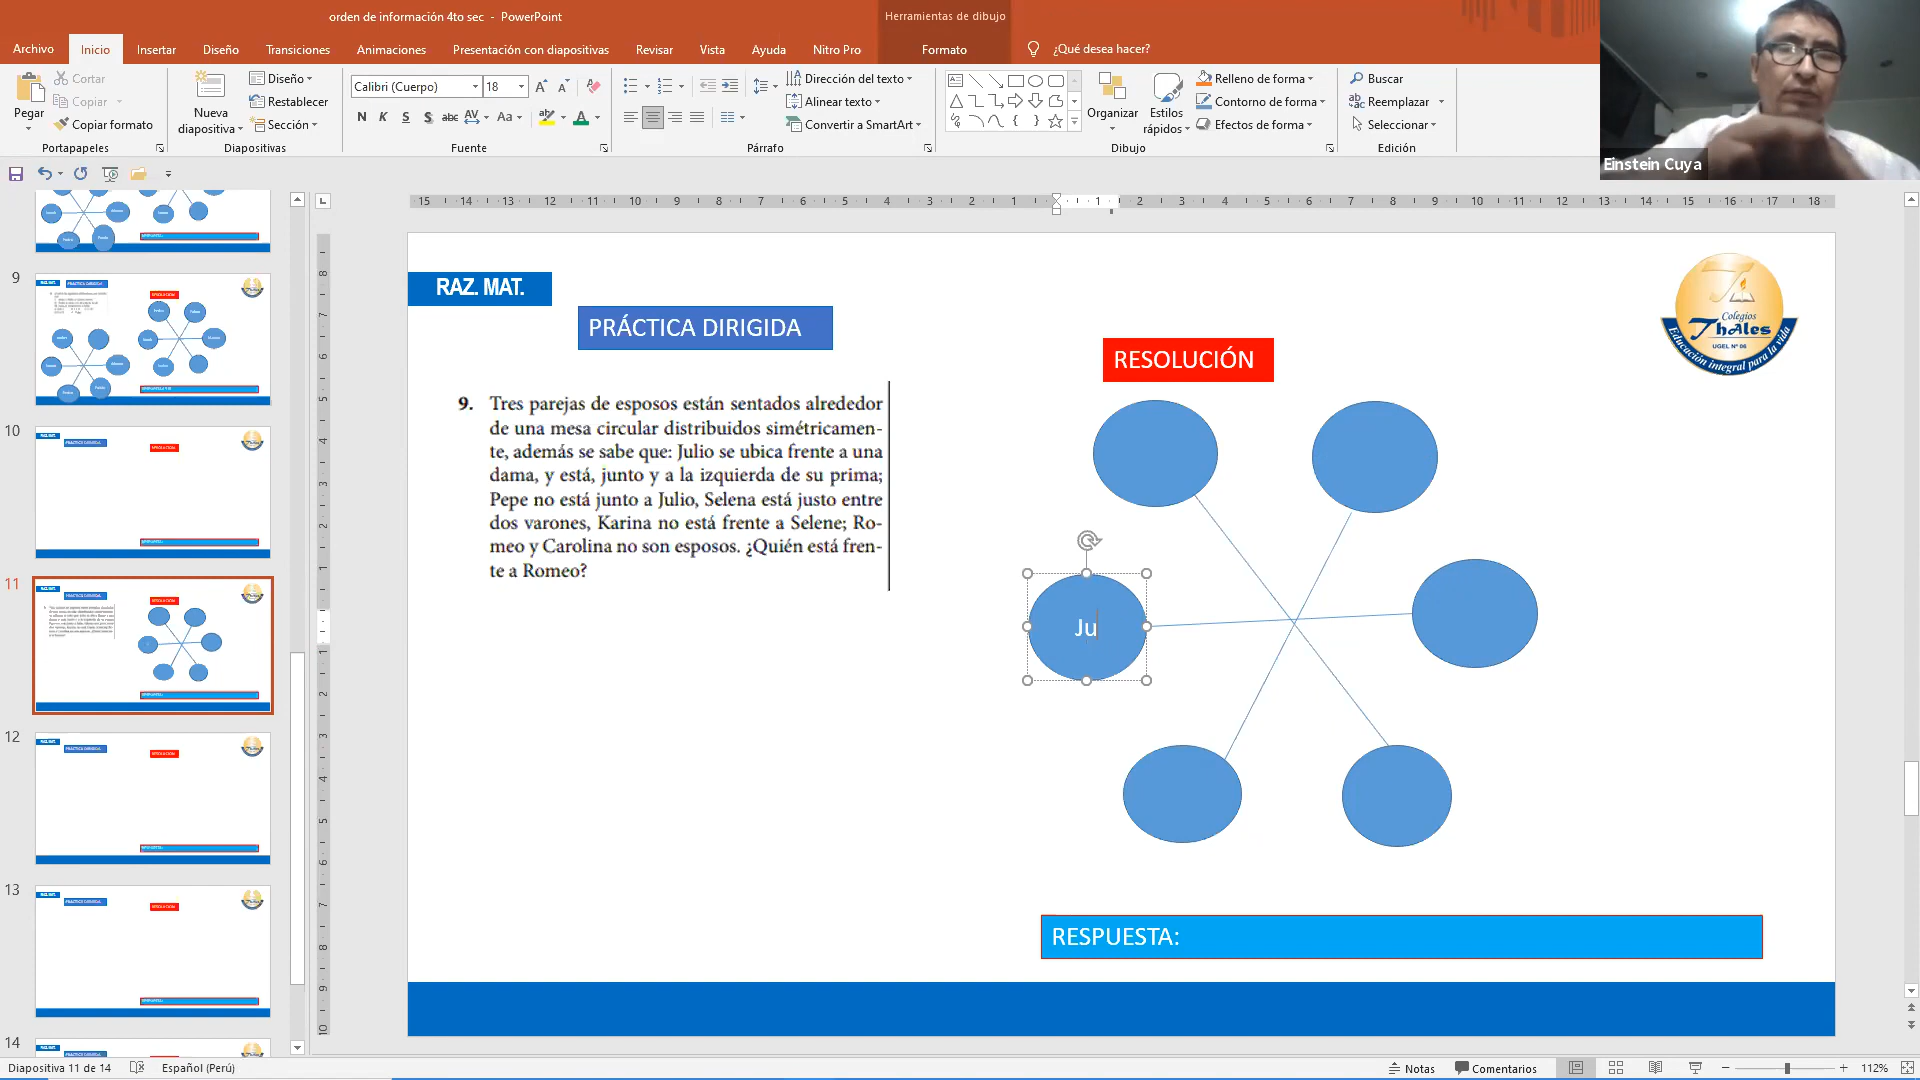 orden de información 4to sec - PowerPoint
Herramientas de dibujo
Archivo
Inicio
Insertar
Diseño
Transiciones
Animaciones
Presentación con diapositivas
Revisar
Vista
Ayuda
Nitro Pro
Formato
¿Qué desea hacer?
Pegar
Cortar
Copiar
Copiar formato
Portapapeles
Nueva diapositiva
Diseño
Restablecer
Sección
Diapositivas
Calibri (Cuerpo)
18
N K S S abc AV Aa
Fuente
Dirección del texto
Alinear texto
Convertir a SmartArt
Párrafo
Organizar
Estilos rápidos
Relleno de forma
Contorno de forma
Efectos de forma
Dibujo
Buscar
Reemplazar
Seleccionar
Edición
Einstein Cuya
9
10
11
12
13
14
RAZ. MAT.
PRÁCTICA DIRIGIDA
RESOLUCIÓN
Colegios
Thales
UGEL Nº 06
Educación integral para la vida
9. Tres parejas de esposos están sentados alrededor
de una mesa circular distribuidos simétricamen-
te, además se sabe que: Julio se ubica frente a una
dama, y está, junto y a la izquierda de su prima;
Pepe no está junto a Julio, Selena está justo entre
dos varones, Karina no está frente a Selene; Ro-
meo y Carolina no son esposos. ¿Quién está fren-
te a Romeo?
Ju
RESPUESTA:
Diapositiva 11 de 14
Español (Perú)
Notas
Comentarios
112%